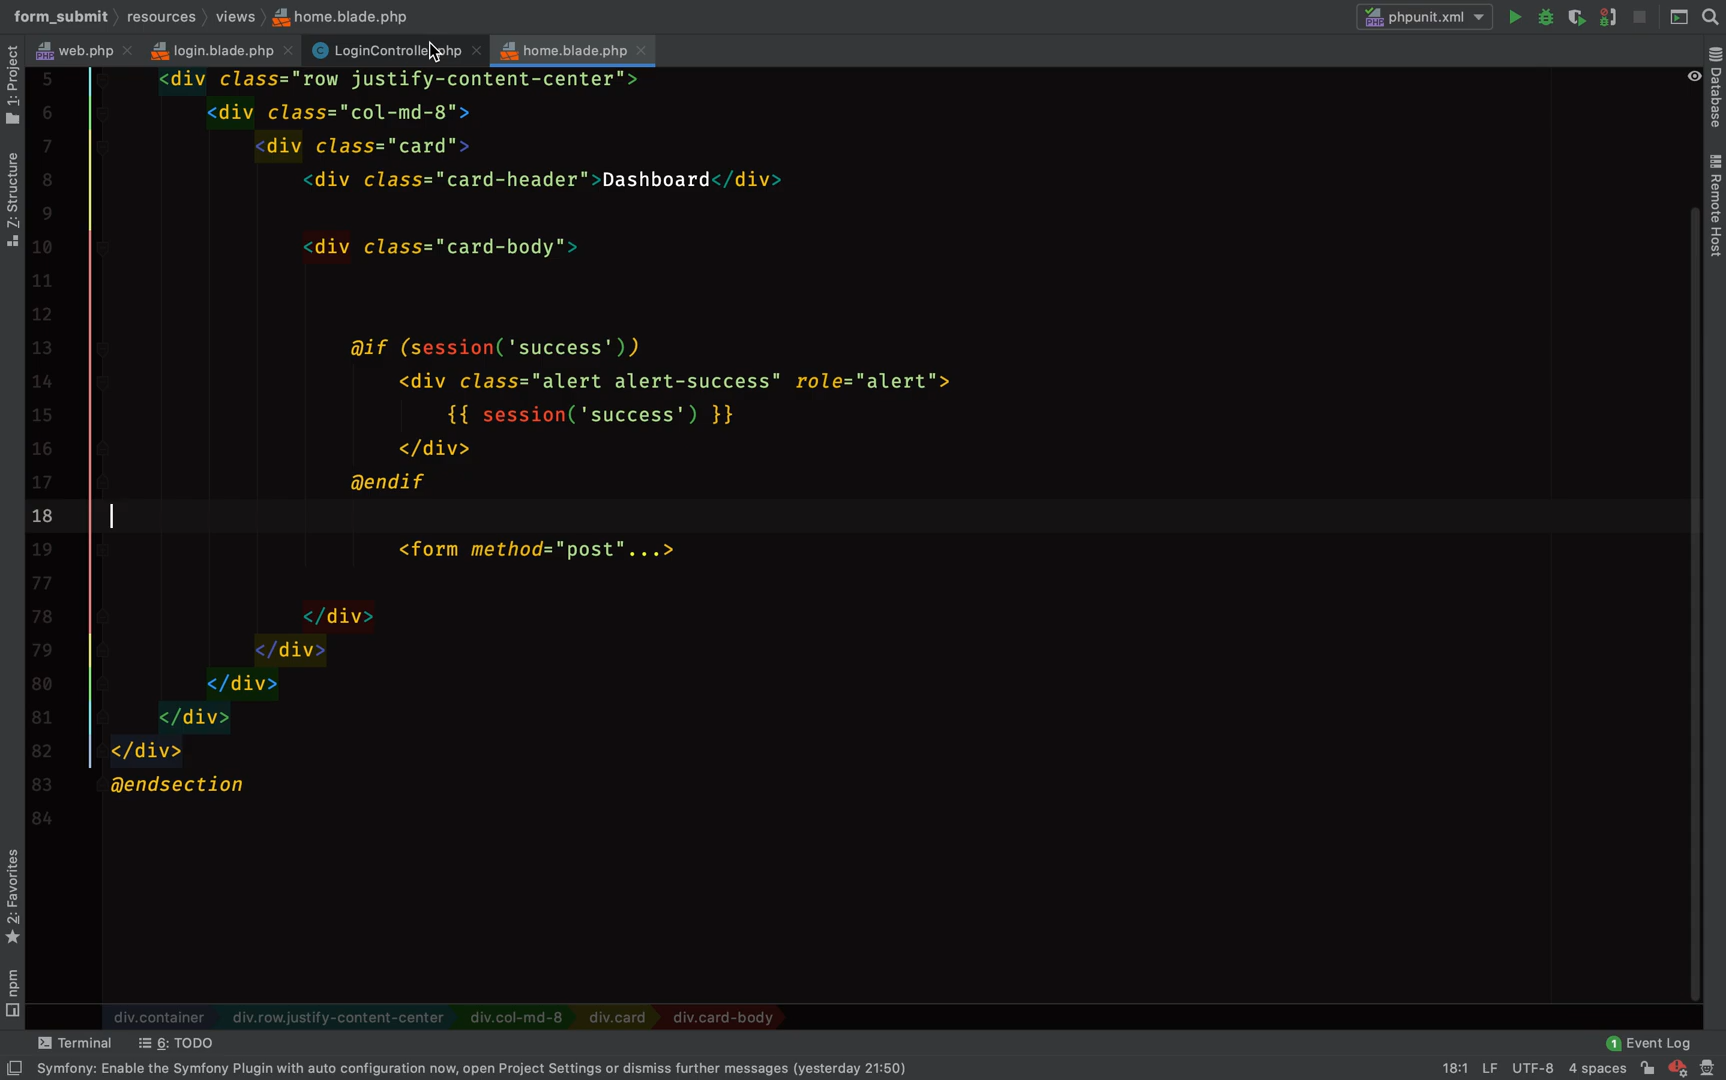 form_submit resources views home.blade.php phpunit.xml
web.php login.blade.php LoginControlle.php home.blade.php
1: Project
Z: Structure
2: Favorites
npm
Database
Remote Host
5 <div class="row justify-content-center">
6 <div class="col-md-8">
7 <div class="card">
8 <div class="card-header">Dashboard</div>
9
10 <div class="card-body">
11
12
13 @if (session('success'))
14 <div class="alert alert-success" role="alert">
15 {{ session('success') }}
16 </div>
17 @endif
18
19 <form method="post"...>
77
78 </div>
79 </div>
80 </div>
81 </div>
82 </div>
83 @endsection
84
div.container div.row.justify-content-center div.col-md-8 div.card div.card-body
Terminal 6: TODO 1 Event Log
Symfony: Enable the Symfony Plugin with auto configuration now, open Project Settings or dismiss further messages (yesterday 21:50) 18:1 LF UTF-8 4 spaces